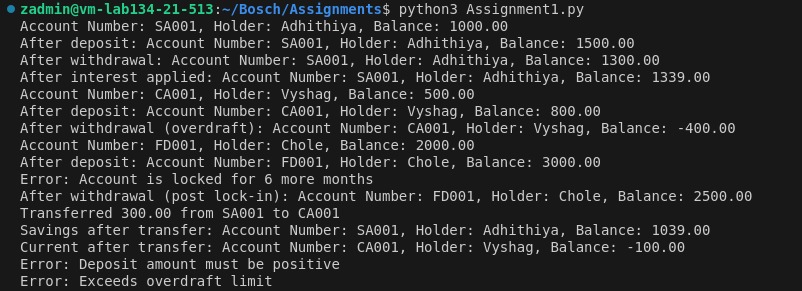 zadmin@vm-lab134-21-513:~/Bosch/Assignments$ python3 Assignment1.py
Account Number: SA001, Holder: Adhithiya, Balance: 1000.00
After deposit: Account Number: SA001, Holder: Adhithiya, Balance: 1500.00
After withdrawal: Account Number: SA001, Holder: Adhithiya, Balance: 1300.00
After interest applied: Account Number: SA001, Holder: Adhithiya, Balance: 1339.00
Account Number: CA001, Holder: Vyshag, Balance: 500.00
After deposit: Account Number: CA001, Holder: Vyshag, Balance: 800.00
After withdrawal (overdraft): Account Number: CA001, Holder: Vyshag, Balance: -400.00
Account Number: FD001, Holder: Chole, Balance: 2000.00
After deposit: Account Number: FD001, Holder: Chole, Balance: 3000.00
Error: Account is locked for 6 more months
After withdrawal (post lock-in): Account Number: FD001, Holder: Chole, Balance: 2500.00
Transferred 300.00 from SA001 to CA001
Savings after transfer: Account Number: SA001, Holder: Adhithiya, Balance: 1039.00
Current after transfer: Account Number: CA001, Holder: Vyshag, Balance: -100.00
Error: Deposit amount must be positive
Error: Exceeds overdraft limit